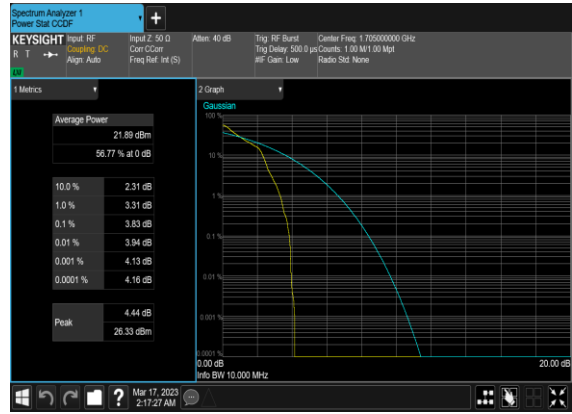 Spectrum Analyzer 1
Power Stat CCDF
KEYSIGHT
R T
LW
Input: RF
Coupling: DC
Align: Auto
Input Z: 50 Ω
Corr CCorr
Freq Ref: Int (S)
Atten: 40 dB
Trig: RF Burst
Trig Delay: 500.0 µs
#IF Gain: Low
Center Freq: 1.705000000 GHz
Counts: 1.00 M/1.00 Mpt
Radio Std: None
1 Metrics
Average Power
21.89 dBm
56.77 % at 0 dB
10.0 % 2.31 dB
1.0 % 3.31 dB
0.1 % 3.83 dB
0.01 % 3.94 dB
0.001 % 4.13 dB
0.0001 % 4.16 dB
Peak
4.44 dB
26.33 dBm
2 Graph
Gaussian
100 %
10 %
1 %
0.1 %
0.01 %
0.001 %
0.0001 %
0.00 dB
20.00 dB
Info BW 10.000 MHz
?
Mar 17, 2023
2:17:27 AM